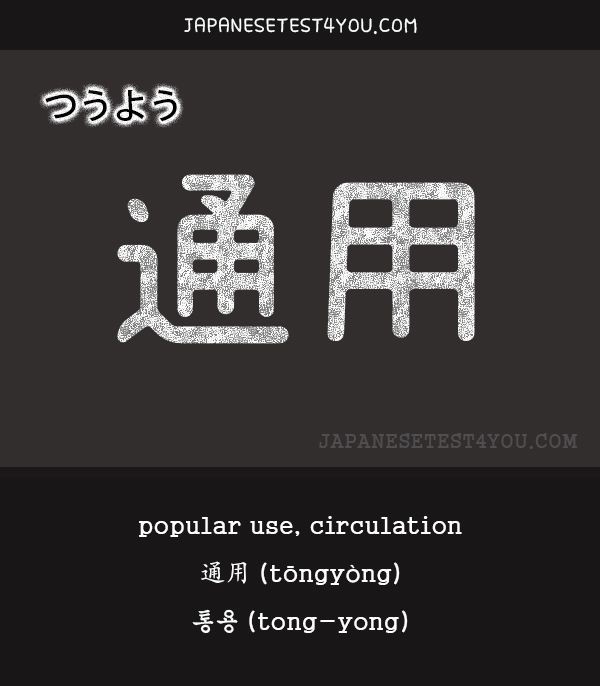 JAPANESETEST4YOU.COM
つうよう
通用
JAPANESETEST4YOU.COM
popular use, circulation
通用 (tōngyòng)
통용 (tong-yong)